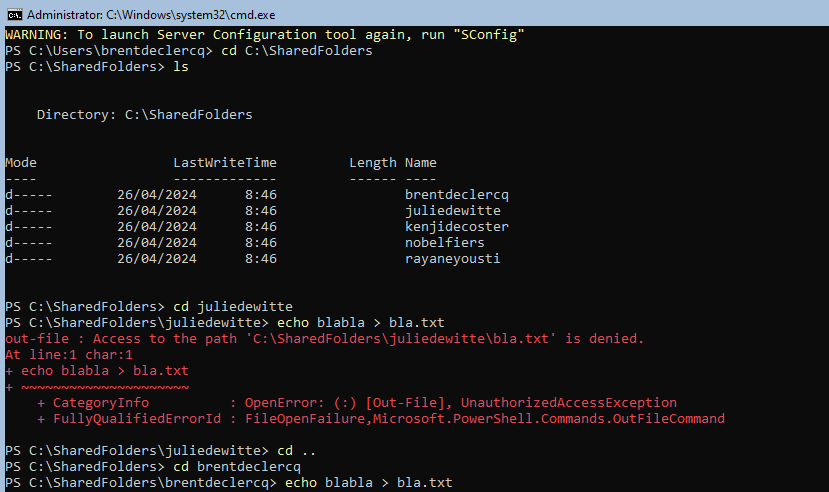 Administrator: C:\Windows\system32\cmd.exe
WARNING: To launch Server Configuration tool again, run "SConfig"
PS C:\Users\brentdeclercq> cd C:\SharedFolders
PS C:\SharedFolders> ls
    Directory: C:\SharedFolders
Mode                 LastWriteTime         Length Name
----                 -------------         ------ ----
d-----        26/04/2024      8:46                brentdeclercq
d-----        26/04/2024      8:46                juliedewitte
d-----        26/04/2024      8:46                kenjidecoster
d-----        26/04/2024      8:46                nobelfiers
d-----        26/04/2024      8:46                rayaneyousti
PS C:\SharedFolders> cd juliedewitte
PS C:\SharedFolders\juliedewitte> echo blabla > bla.txt
out-file : Access to the path 'C:\SharedFolders\juliedewitte\bla.txt' is denied.
At line:1 char:1
+ echo blabla > bla.txt
+ ~~~~~~~~~~~~~~~~~~~~~
    + CategoryInfo          : OpenError: (:) [Out-File], UnauthorizedAccessException
    + FullyQualifiedErrorId : FileOpenFailure,Microsoft.PowerShell.Commands.OutFileCommand
PS C:\SharedFolders\juliedewitte> cd ..
PS C:\SharedFolders> cd brentdeclercq
PS C:\SharedFolders\brentdeclercq> echo blabla > bla.txt